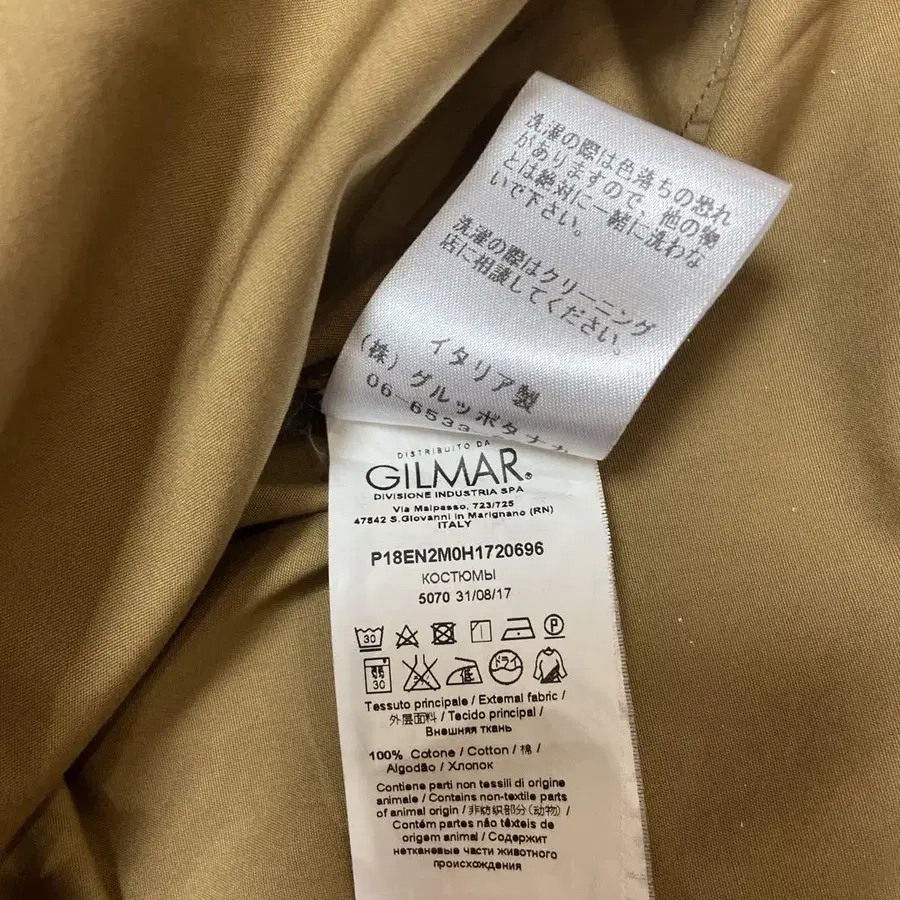 洗濯の際は色落ちの恐れ
がありますので、他の物
とは絶対に一緒に洗わな
いで下さい。
洗濯の際はクリーニング
店に相談してください。
イタリア製
(株) グルッポタナカ
06-6533
DISTRIBUITO DA
GILMAR®
DIVISIONE INDUSTRIA SPA
Via Malpasso, 723/725
47842 S.Giovanni in Marignano (RN)
ITALY
P18EN2M0H1720696
КОСТЮМЫ
5070 31/08/17
30
P
30
低
ドライ
Tessuto principale / External fabric /
外层面料 / Tecido principal /
Внешняя ткань
100% Cotone / Cotton / 棉 /
Algodão / Хлопок
Contiene parti non tessili di origine
animale / Contains non-textile parts
of animal origin / 非纺织部分(动物) /
Contém partes não têxteis de
origem animal / Содержит
нетканевые части животного
происхождения